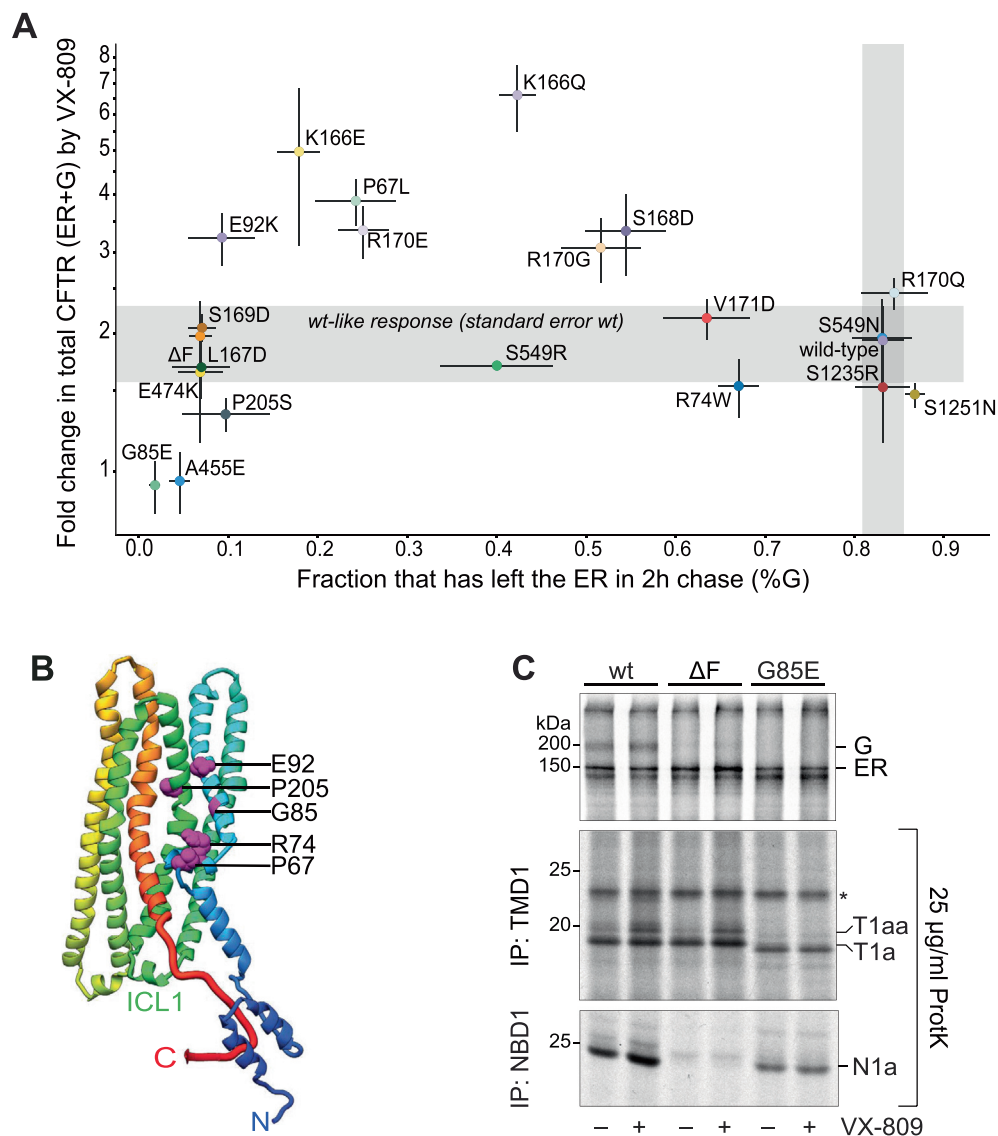 A
Fold change in total CFTR (ER+G) by VX-809
8
7
6
5
4
3
2
1
K166Q
K166E
P67L
E92K
R170E
S168D
R170G
R170Q
S169D
wt-like response (standard error wt)
V171D
S549N
ΔF
L167D
S549R
wild-type
E474K
S1235R
P205S
R74W
S1251N
G85E
A455E
0.0 0.1 0.2 0.3 0.4 0.5 0.6 0.7 0.8 0.9
Fraction that has left the ER in 2h chase (%G)
B
E92
P205
G85
R74
P67
ICL1
C
N
C
wt ΔF G85E
kDa
200
150
G
ER
IP: TMD1
25
20
*
T1aa
T1a
IP: NBD1
25
N1a
25 µg/ml ProtK
– + – + – + VX-809